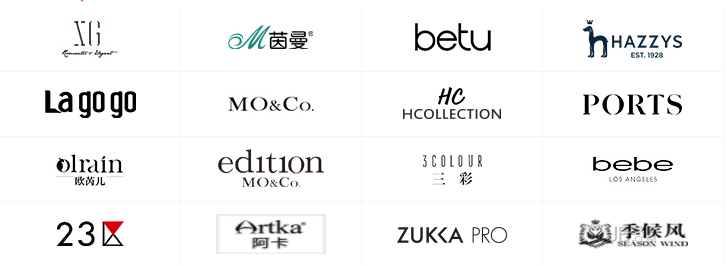 XG
Romantic & Elegant
M茵曼®
betu
HAZZYS
EST. 1928
La go go
MO&Co.
HC
HCOLLECTION
PORTS
olrain
欧芮儿
edition
MO&Co.
3COLOUR
三彩
bebe
LOS ANGELES
23
Artka
阿卡
ZUKKA PRO
季候风
SEASON WIND